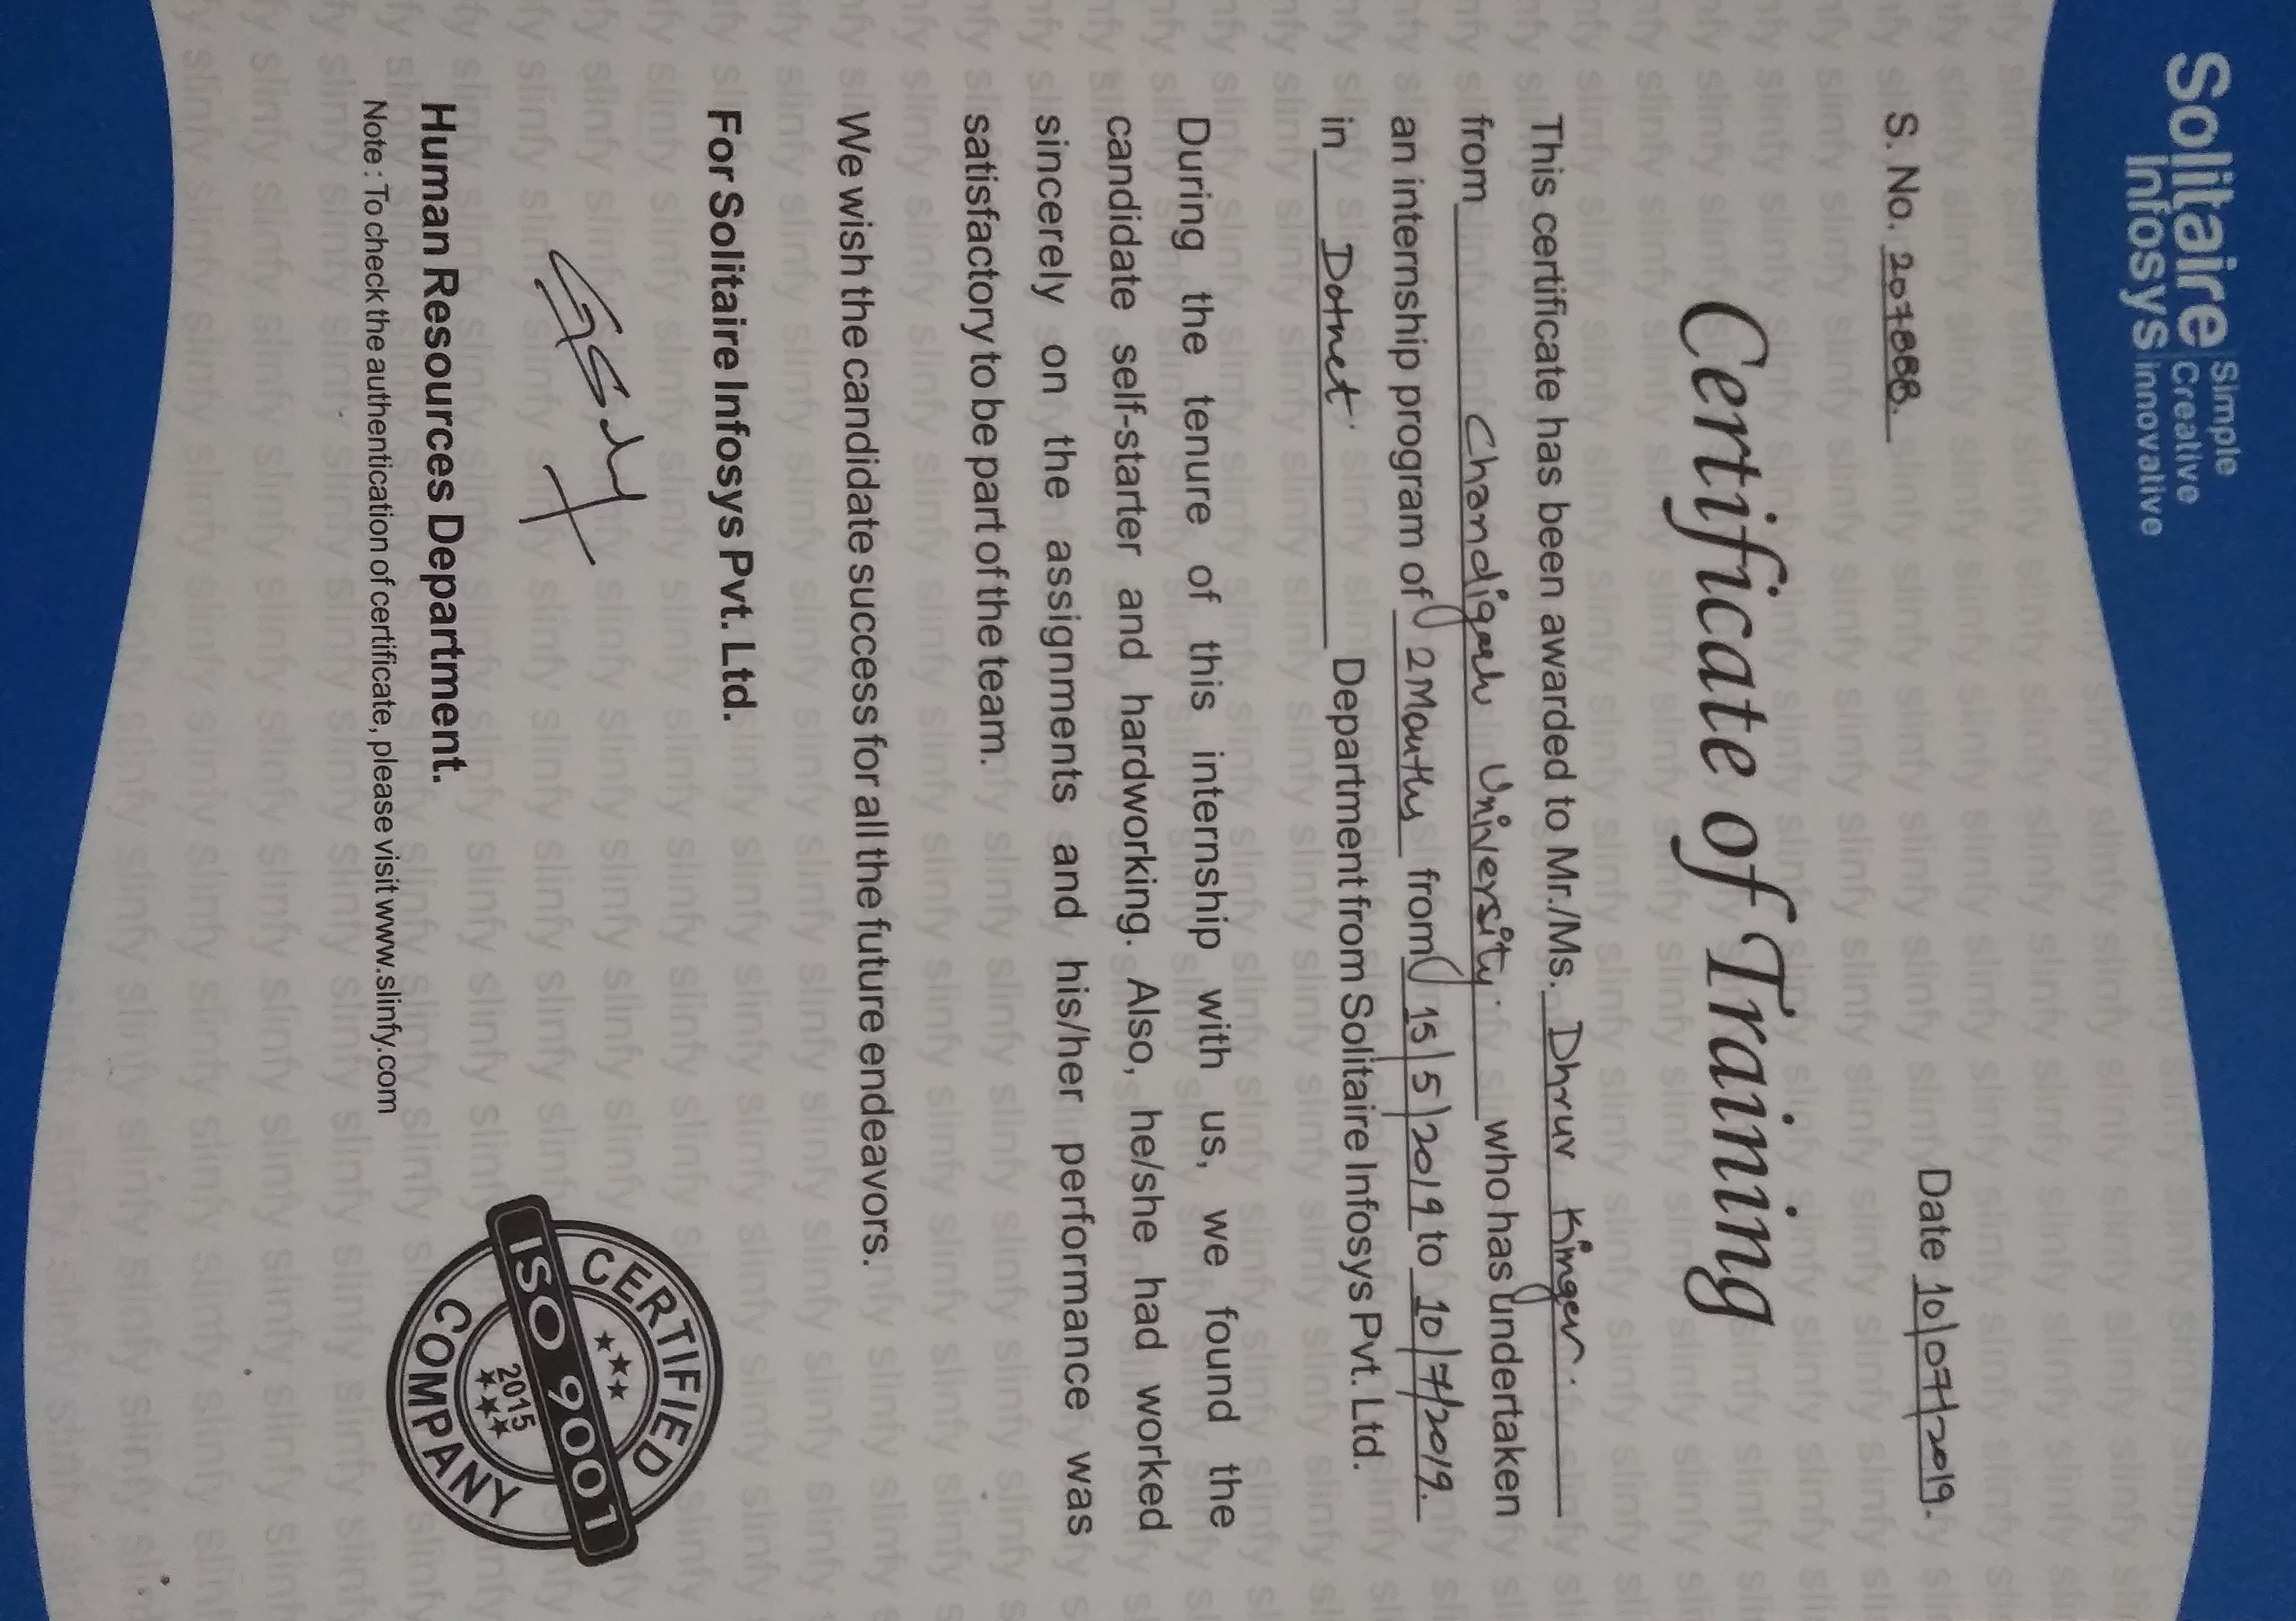 Solitaire Simple
Creative
Infosys innovative
Date 10/07/2019.
S. No. 207888.
Certificate of Training
This certificate has been awarded to Mr./Ms. Dhruv Kinger.
from Chandigarh University. who has undertaken
an internship program of 2 Months from 15/5/2019 to 10/7/2019.
in Dotnet. Department from Solitaire Infosys Pvt. Ltd.
During the tenure of this internship with us, we found the
candidate self-starter and hardworking. Also, he/she had worked
sincerely on the assignments and his/her performance was
satisfactory to be part of the team.
We wish the candidate success for all the future endeavors.
For Solitaire Infosys Pvt. Ltd.
CERTIFIED
ISO 9001
2015
COMPANY
Human Resources Department.
Note : To check the authentication of certificate, please visit www.slinfy.com